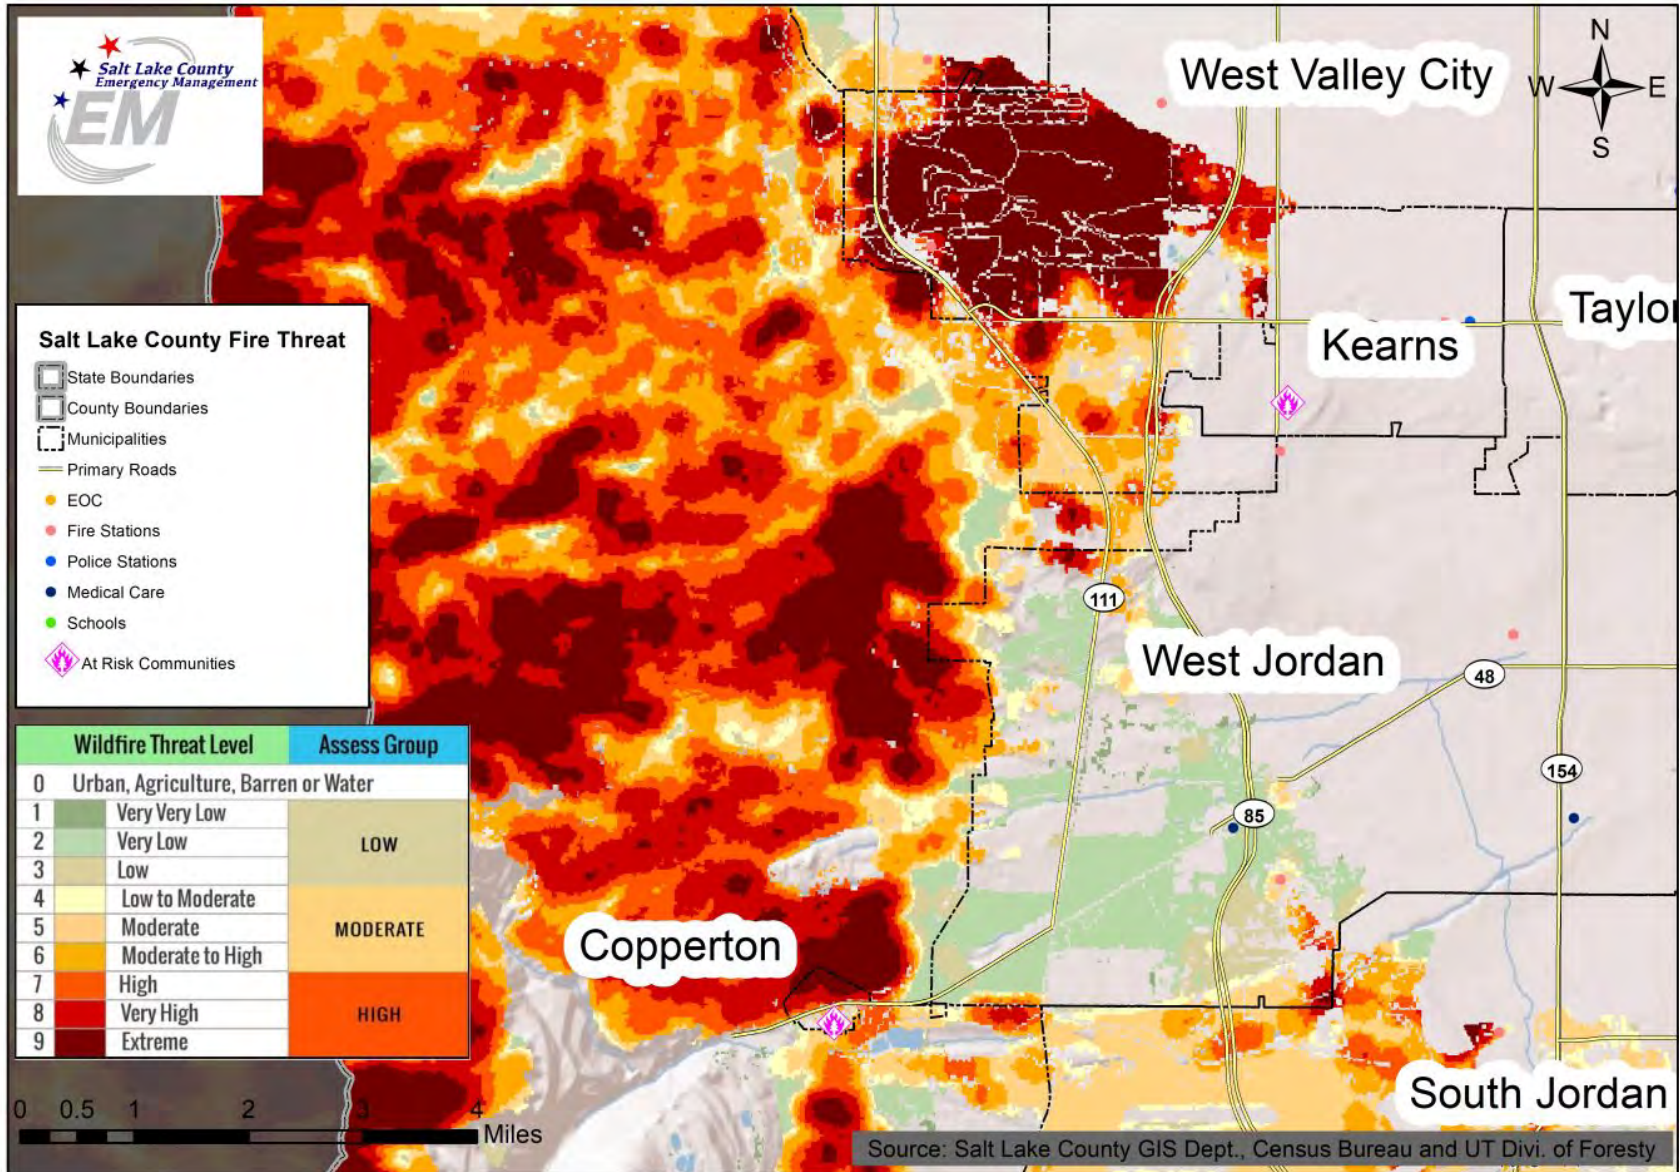 Salt Lake County
Emergency Management
EM
West Valley City
N
W E
S
Taylor
Kearns
Salt Lake County Fire Threat
State Boundaries
County Boundaries
Municipalities
Primary Roads
EOC
Fire Stations
Police Stations
Medical Care
Schools
At Risk Communities
111
West Jordan
48
154
85
Wildfire Threat Level Assess Group
0 Urban, Agriculture, Barren or Water
1 Very Very Low
2 Very Low
3 Low
LOW
4 Low to Moderate
5 Moderate
6 Moderate to High
MODERATE
7 High
8 Very High
9 Extreme
HIGH
Copperton
South Jordan
0 0.5 1 2 3 4
Miles
Source: Salt Lake County GIS Dept., Census Bureau and UT Divi. of Foresty